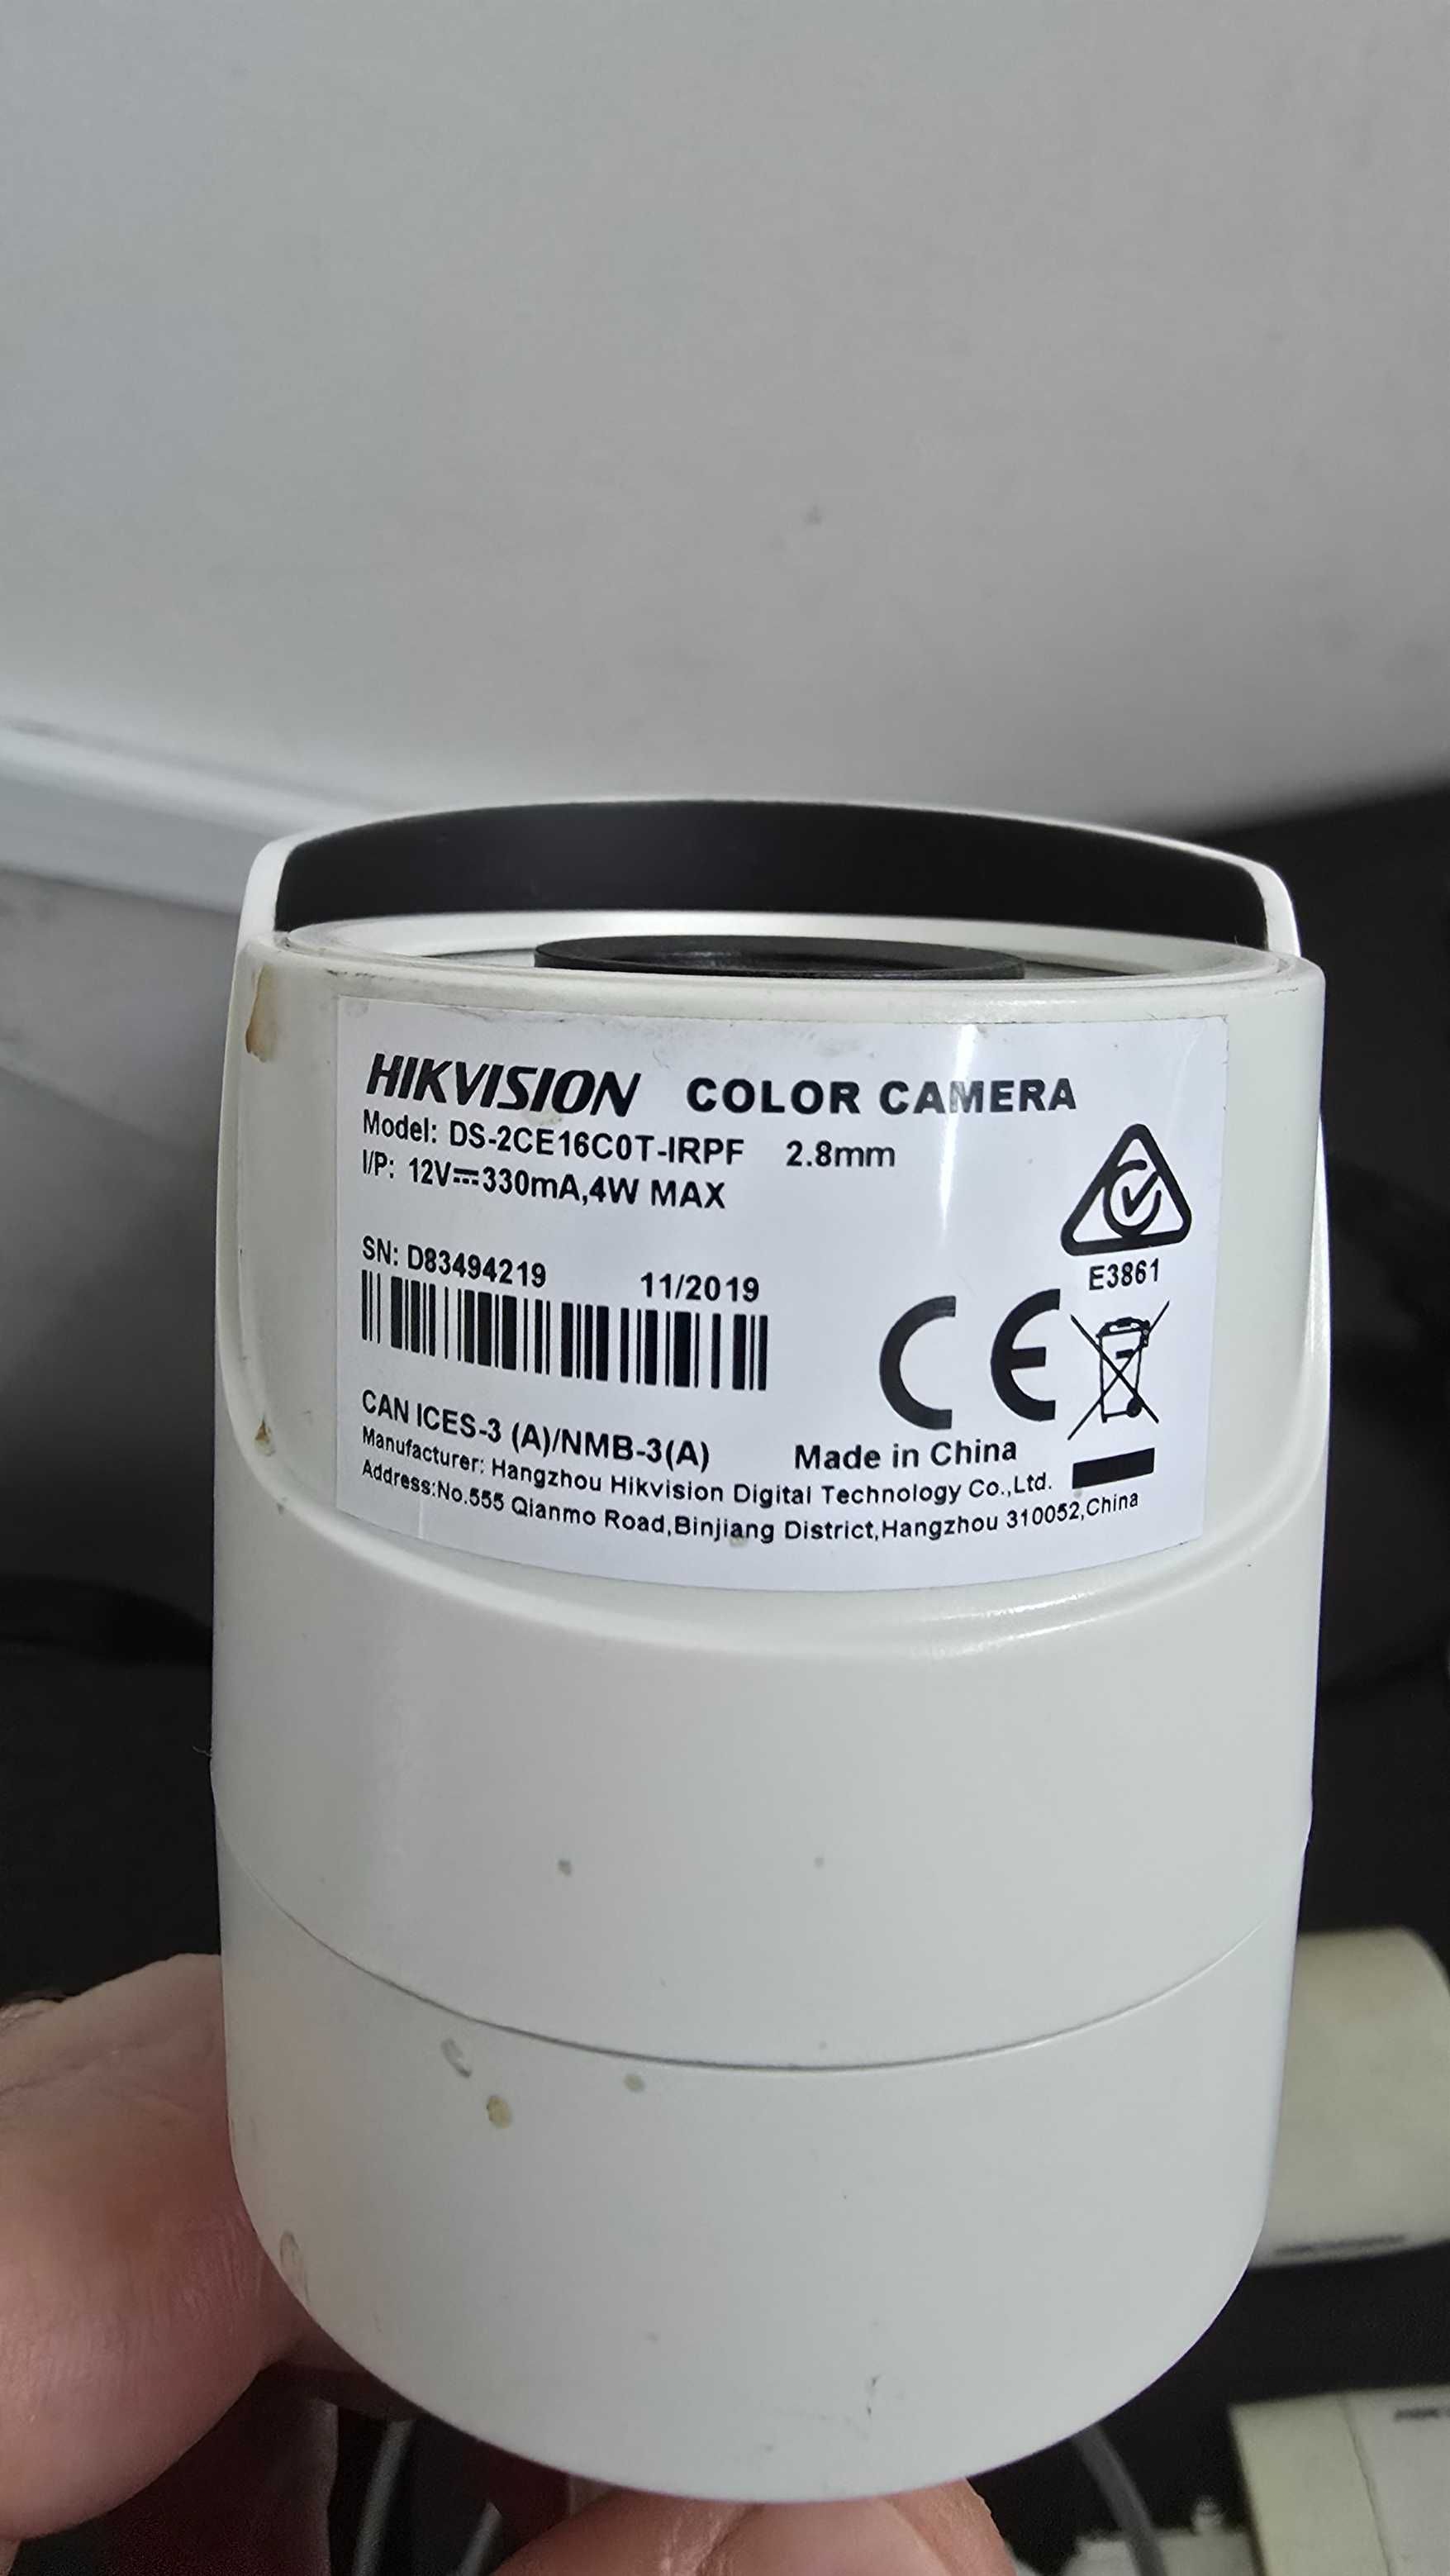 HIKVISION COLOR CAMERA
Model: DS-2CE16C0T-IRPF 2.8mm
I/P: 12V⎓330mA,4W MAX
SN: D83494219 11/2019
E3861
CE
CAN ICES-3 (A)/NMB-3(A) Made in China
Manufacturer: Hangzhou Hikvision Digital Technology Co.,Ltd.
Address:No.555 Qianmo Road,Binjiang District,Hangzhou 310052,China